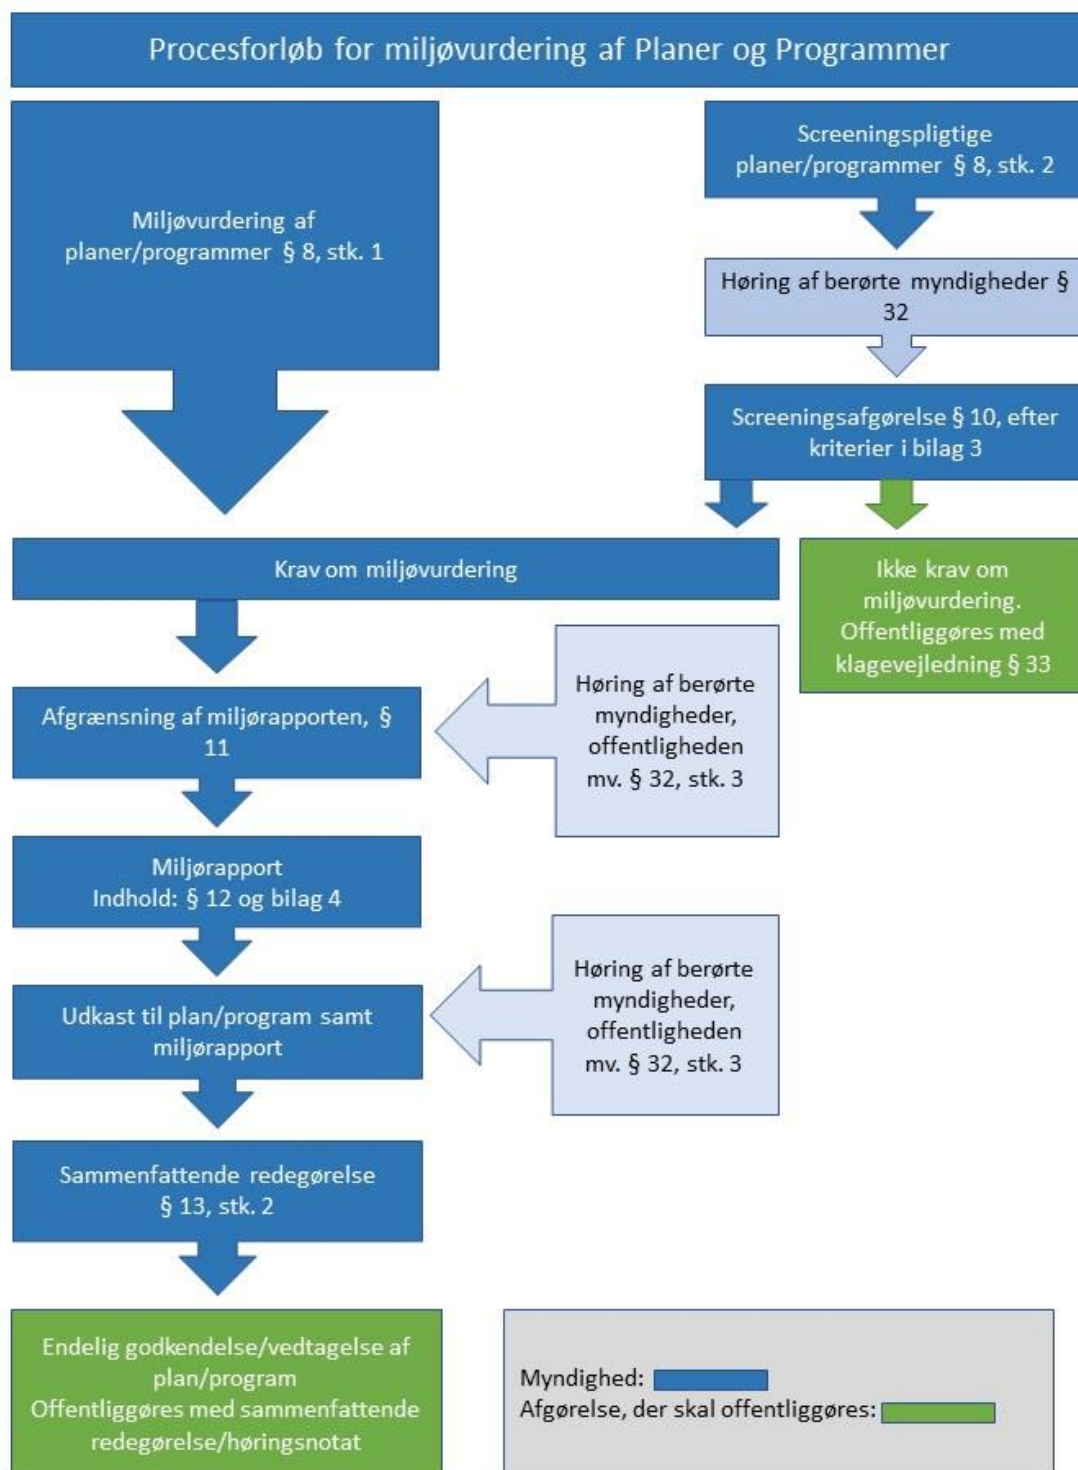 Procesforløb for miljøvurdering af Planer og Programmer
Miljøvurdering af
planer/programmer § 8, stk. 1
Screeningspligtige
planer/programmer § 8, stk. 2
Høring af berørte myndigheder §
32
Screeningsafgørelse § 10, efter
kriterier i bilag 3
Krav om miljøvurdering
Ikke krav om
miljøvurdering.
Offentliggøres med
klagevejledning § 33
Afgrænsning af miljørapporten, §
11
Høring af berørte
myndigheder,
offentligheden
mv. § 32, stk. 3
Miljørapport
Indhold: § 12 og bilag 4
Udkast til plan/program samt
miljørapport
Høring af berørte
myndigheder,
offentligheden
mv. § 32, stk. 3
Sammenfattende redegørelse
§ 13, stk. 2
Endelig godkendelse/vedtagelse af
plan/program
Offentliggøres med sammenfattende
redegørelse/høringsnotat
Myndighed:
Afgørelse, der skal offentliggøres: